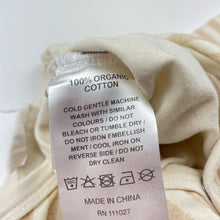 100% ORGANIC
COTTON
COLD GENTLE MACHINE
WASH WITH SIMILAR
COLOURS / DO NOT
BLEACH OR TUMBLE DRY
DO NOT IRON EMBELLISH
MENT / COOL IRON ON
REVERSE SIDE / DO NOT
DRY CLEAN
MADE IN CHINA
RN 111027